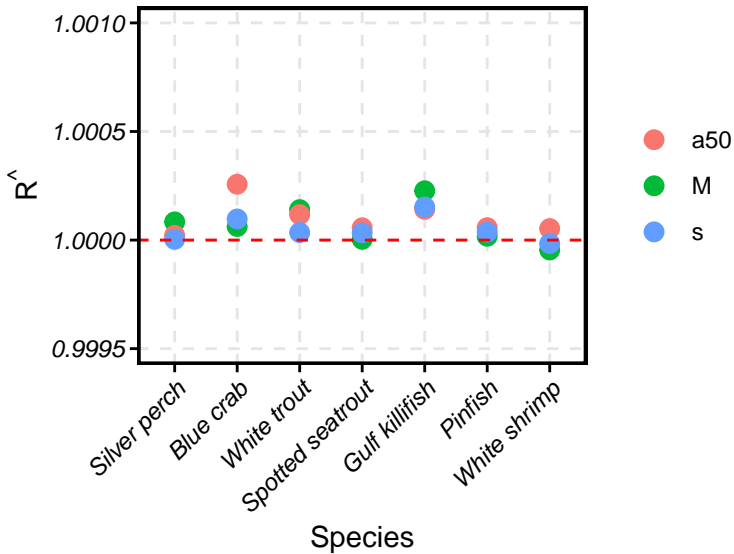 1.0010
1.0005
1.0000
0.9995
R^
Silver perch
Blue crab
White trout
Spotted seatrout
Gulf killifish
Pinfish
White shrimp
Species
a50
M
s